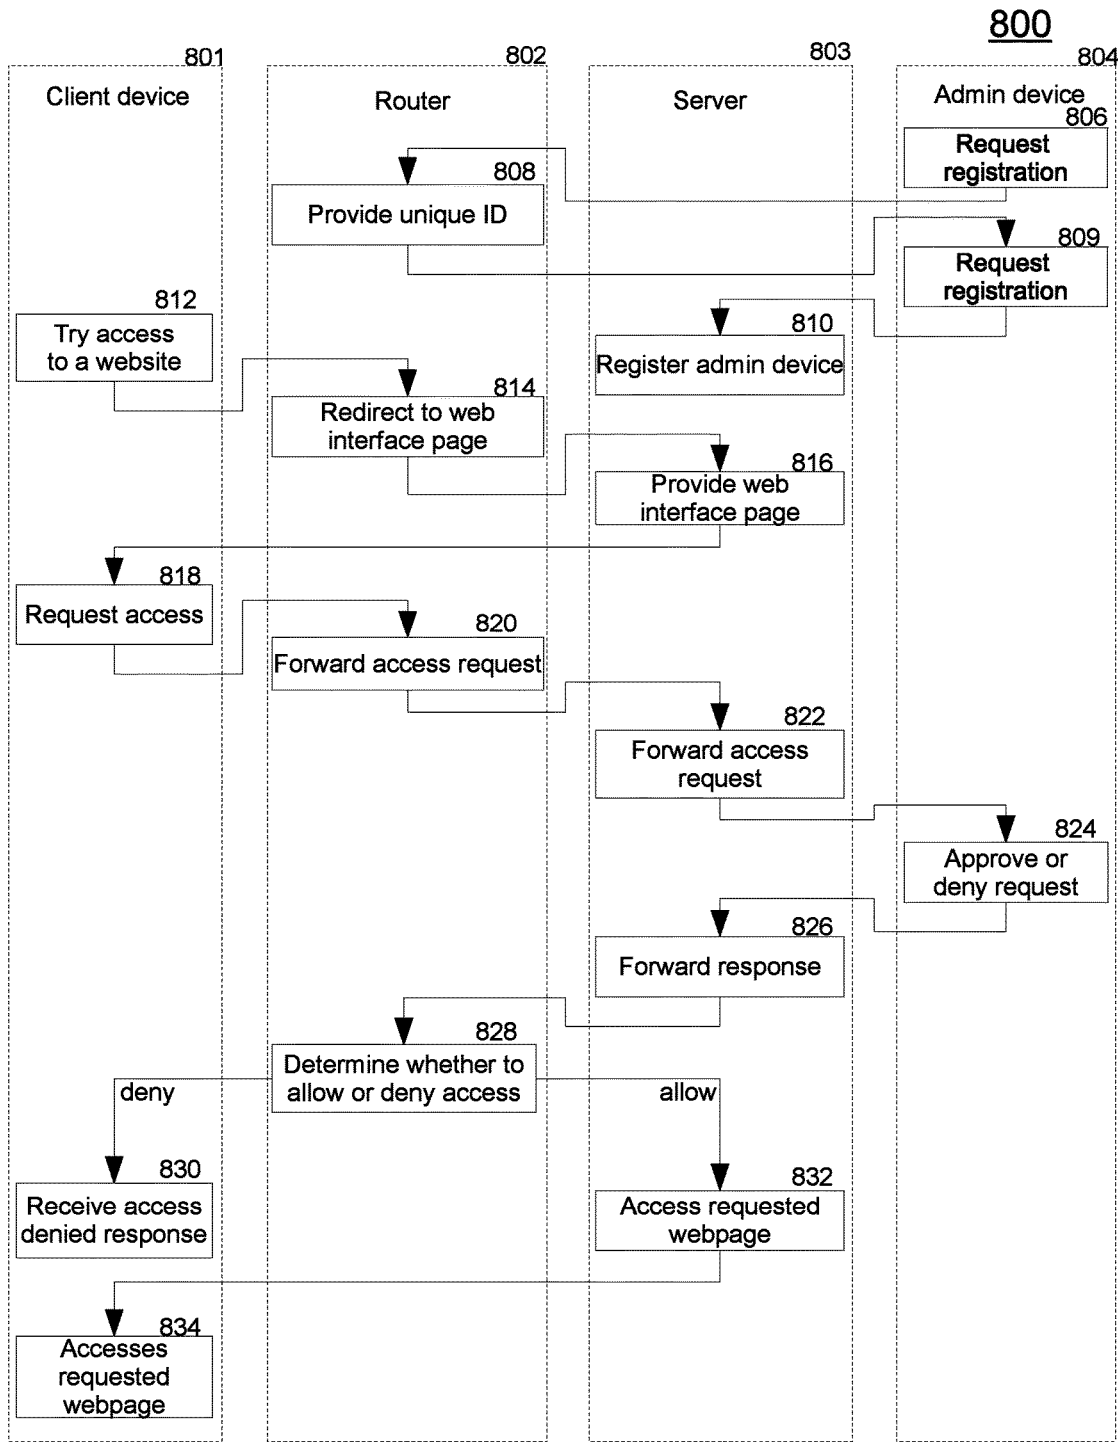 800
801
802
803
804
Client device
Router
Server
Admin device
806
Request
registration
808
Provide unique ID
809
Request
registration
810
Register admin device
812
Try access
to a website
814
Redirect to web
interface page
816
Provide web
interface page
818
Request access
820
Forward access request
822
Forward access
request
824
Approve or
deny request
826
Forward response
828
Determine whether to
allow or deny access
deny
allow
830
Receive access
denied response
832
Access requested
webpage
834
Accesses
requested
webpage